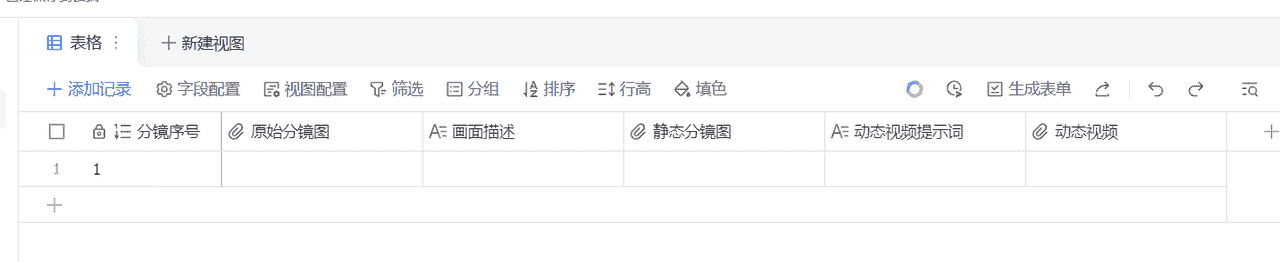 表格 新建视图
添加记录 字段配置 视图配置 筛选 分组 排序 行高 填色 生成表单
分镜序号 原始分镜图 画面描述 静态分镜图 动态视频提示词 动态视频
1 1